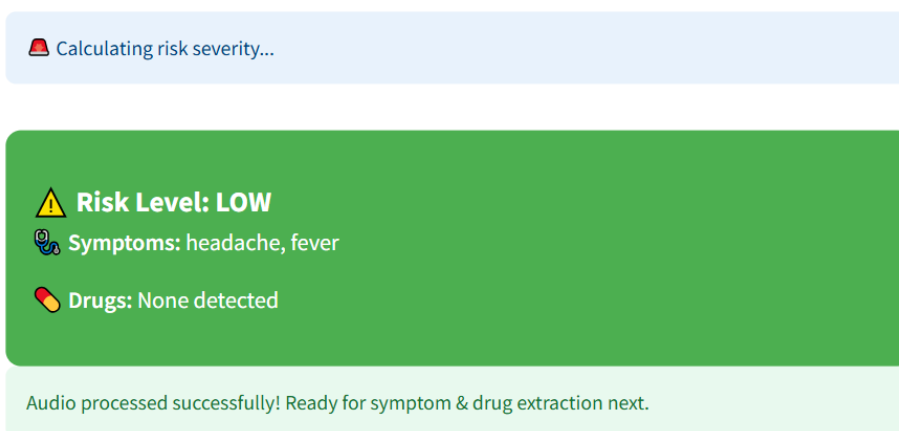 🚨 Calculating risk severity...
⚠️ Risk Level: LOW
🩺 Symptoms: headache, fever
💊 Drugs: None detected
Audio processed successfully! Ready for symptom & drug extraction next.